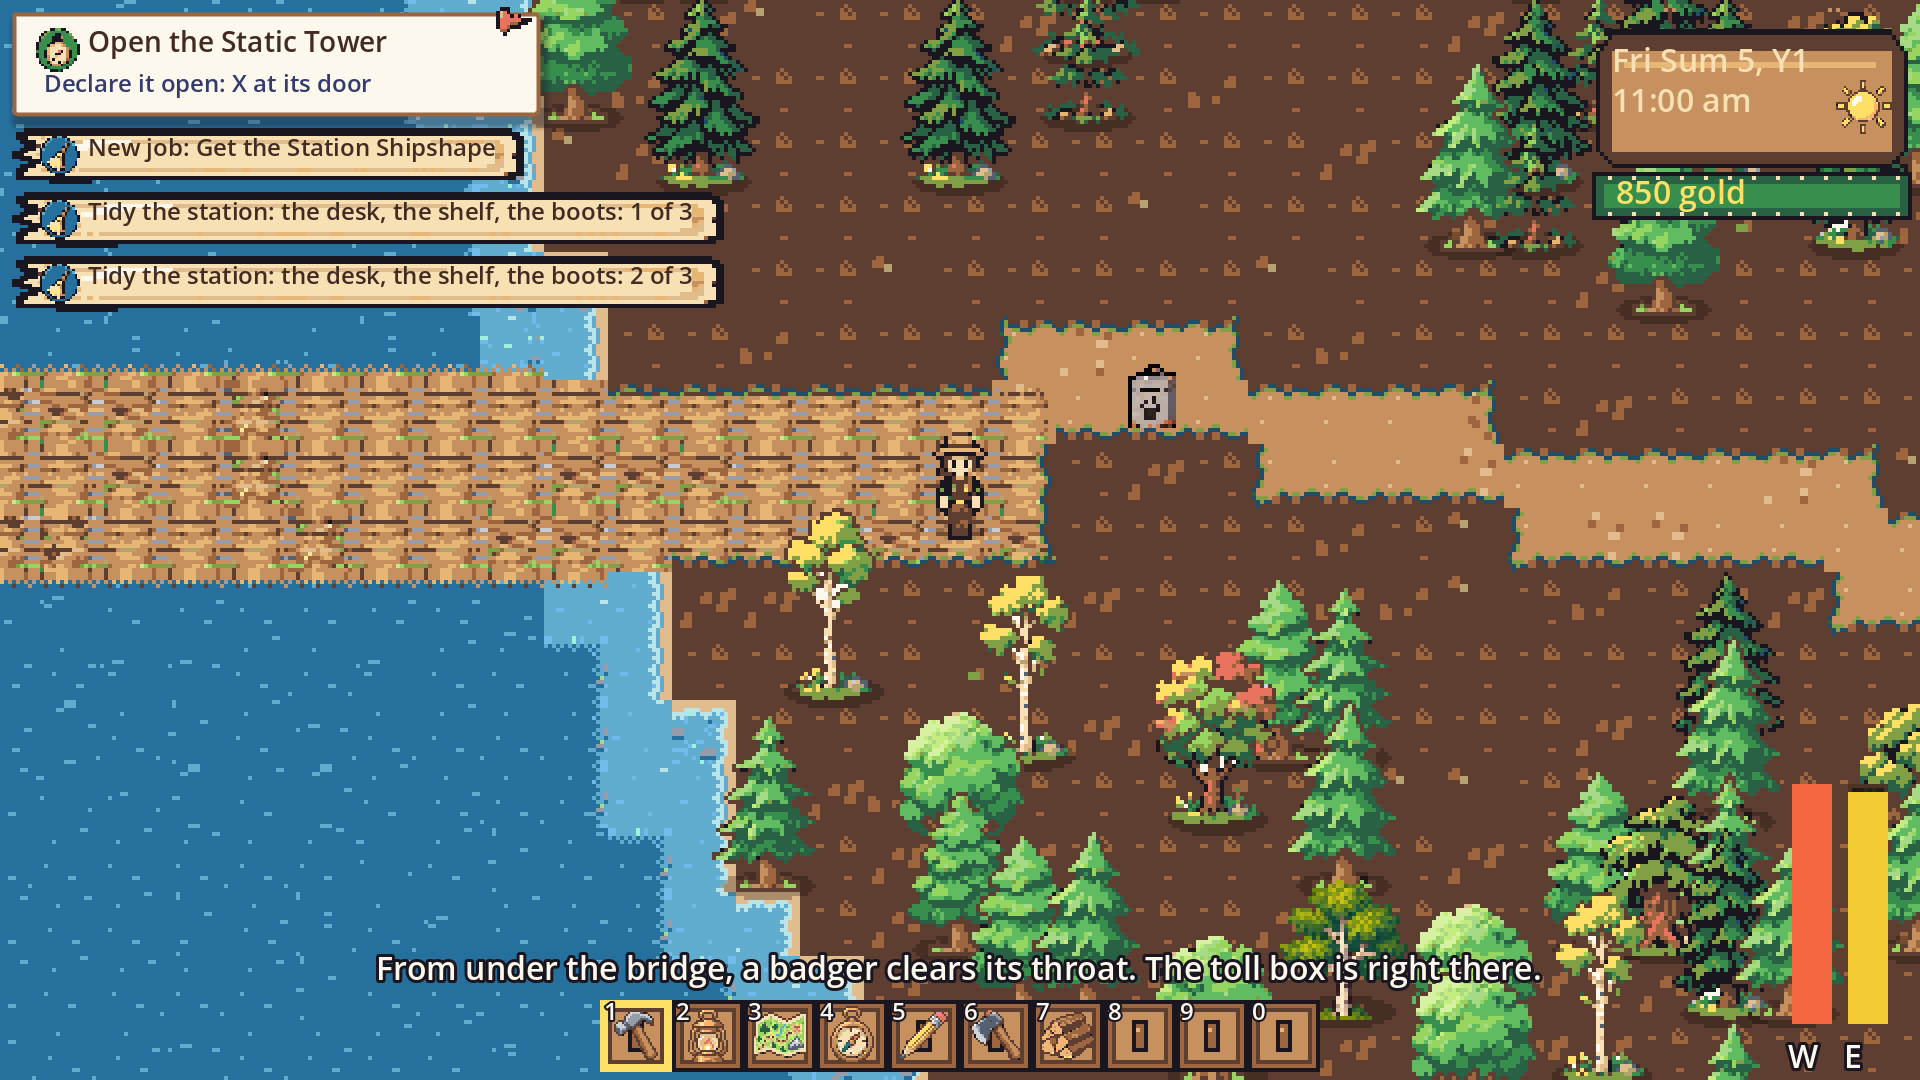 Open the Static Tower
Declare it open: X at its door
New job: Get the Station Shipshape
Tidy the station: the desk, the shelf, the boots: 1 of 3
Tidy the station: the desk, the shelf, the boots: 2 of 3
Fri Sum 5, Y1
11:00 am
850 gold
From under the bridge, a badger clears its throat. The toll box is right there.
1 2 3 4 5 6 7 8 9 0
W E